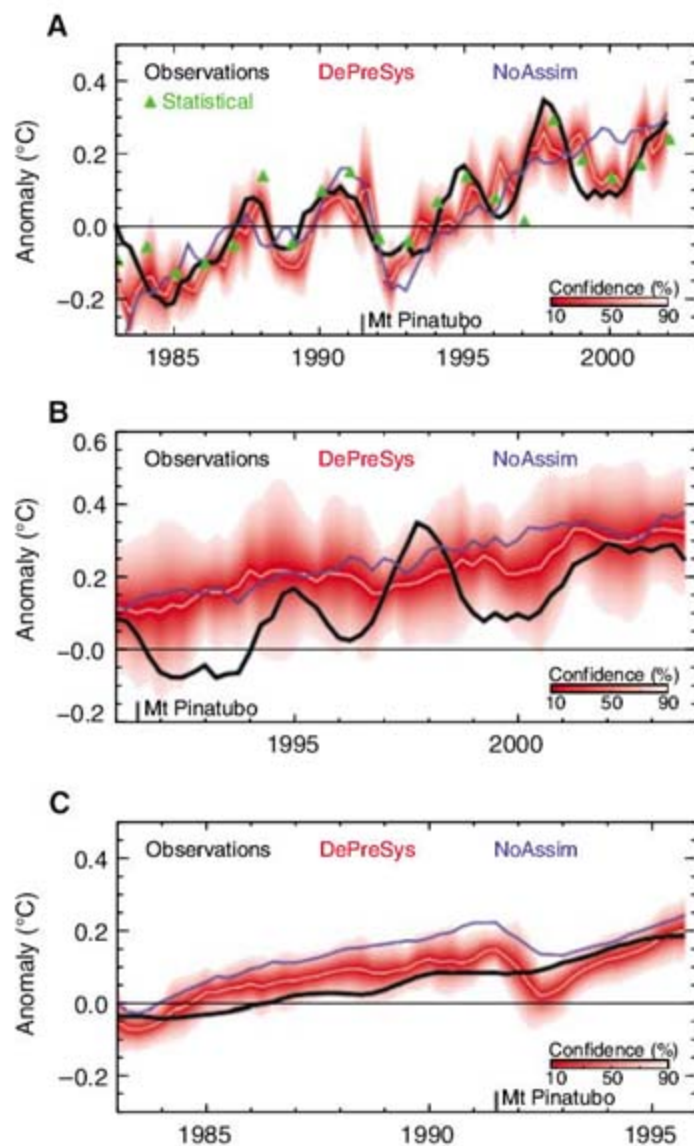 A
Observations DePreSys NoAssim
▲ Statistical
0.4
0.2
0.0
−0.2
Anomaly (°C)
Confidence (%)
10 50 90
Mt Pinatubo
1985 1990 1995 2000
B
0.6
Observations DePreSys NoAssim
0.4
0.2
-0.0
-0.2
Anomaly (°C)
Confidence (%)
10 50 90
Mt Pinatubo
1995 2000
C
Observations DePreSys NoAssim
0.4
0.2
0.0
−0.2
Anomaly (°C)
Confidence (%)
10 50 90
Mt Pinatubo
1985 1990 1995